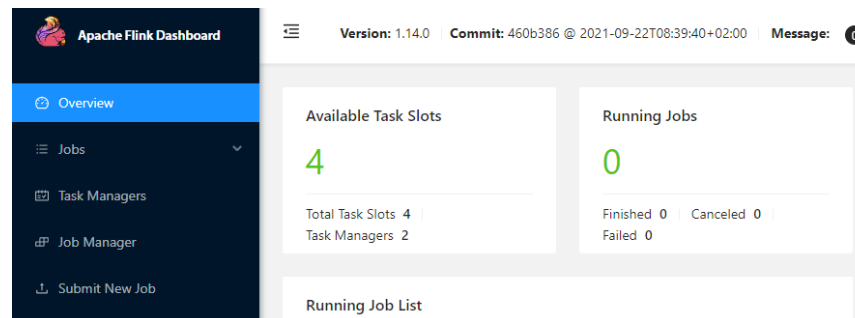 Apache Flink Dashboard
Version: 1.14.0 Commit: 460b386 @ 2021-09-22T08:39:40+02:00 Message:
Overview
Jobs
Task Managers
Job Manager
Submit New Job
Available Task Slots
4
Total Task Slots 4
Task Managers 2
Running Jobs
0
Finished 0 Canceled 0
Failed 0
Running Job List